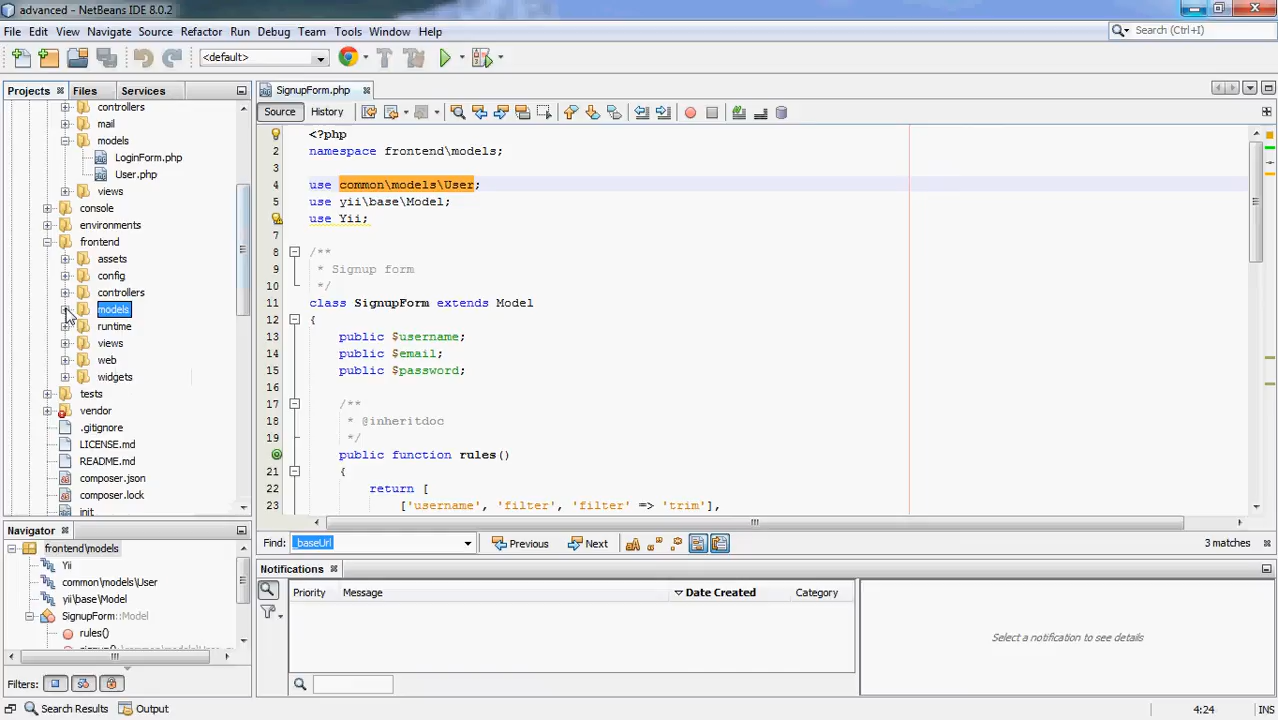 advanced - NetBeans IDE 8.0.2
File Edit View Navigate Source Refactor Run Debug Team Tools Window Help
Search (Ctrl+I)
<default>
Projects Files Services
controllers
mail
models
LoginForm.php
User.php
views
console
environments
frontend
assets
config
controllers
models
runtime
views
web
widgets
tests
vendor
.gitignore
LICENSE.md
README.md
composer.json
composer.lock
init
SignupForm.php
Source History
<?php
2 namespace frontend\models;
3
4 use common\models\User;
5 use yii\base\Model;
use Yii;
7
8 /**
9 * Signup form
10 */
11 class SignupForm extends Model
12 {
13 public $username;
14 public $email;
15 public $password;
16
17 /**
18 * @inheritdoc
19 */
public function rules()
21 {
22 return [
23 ['username', 'filter', 'filter' => 'trim'],
Find: baseUrl Previous Next 3 matches
Navigator
frontend\models
Yii
common\models\User
yii\base\Model
SignupForm::Model
rules()
Filters:
Notifications
Priority Message Date Created Category
Select a notification to see details
Search Results Output
4:24 INS